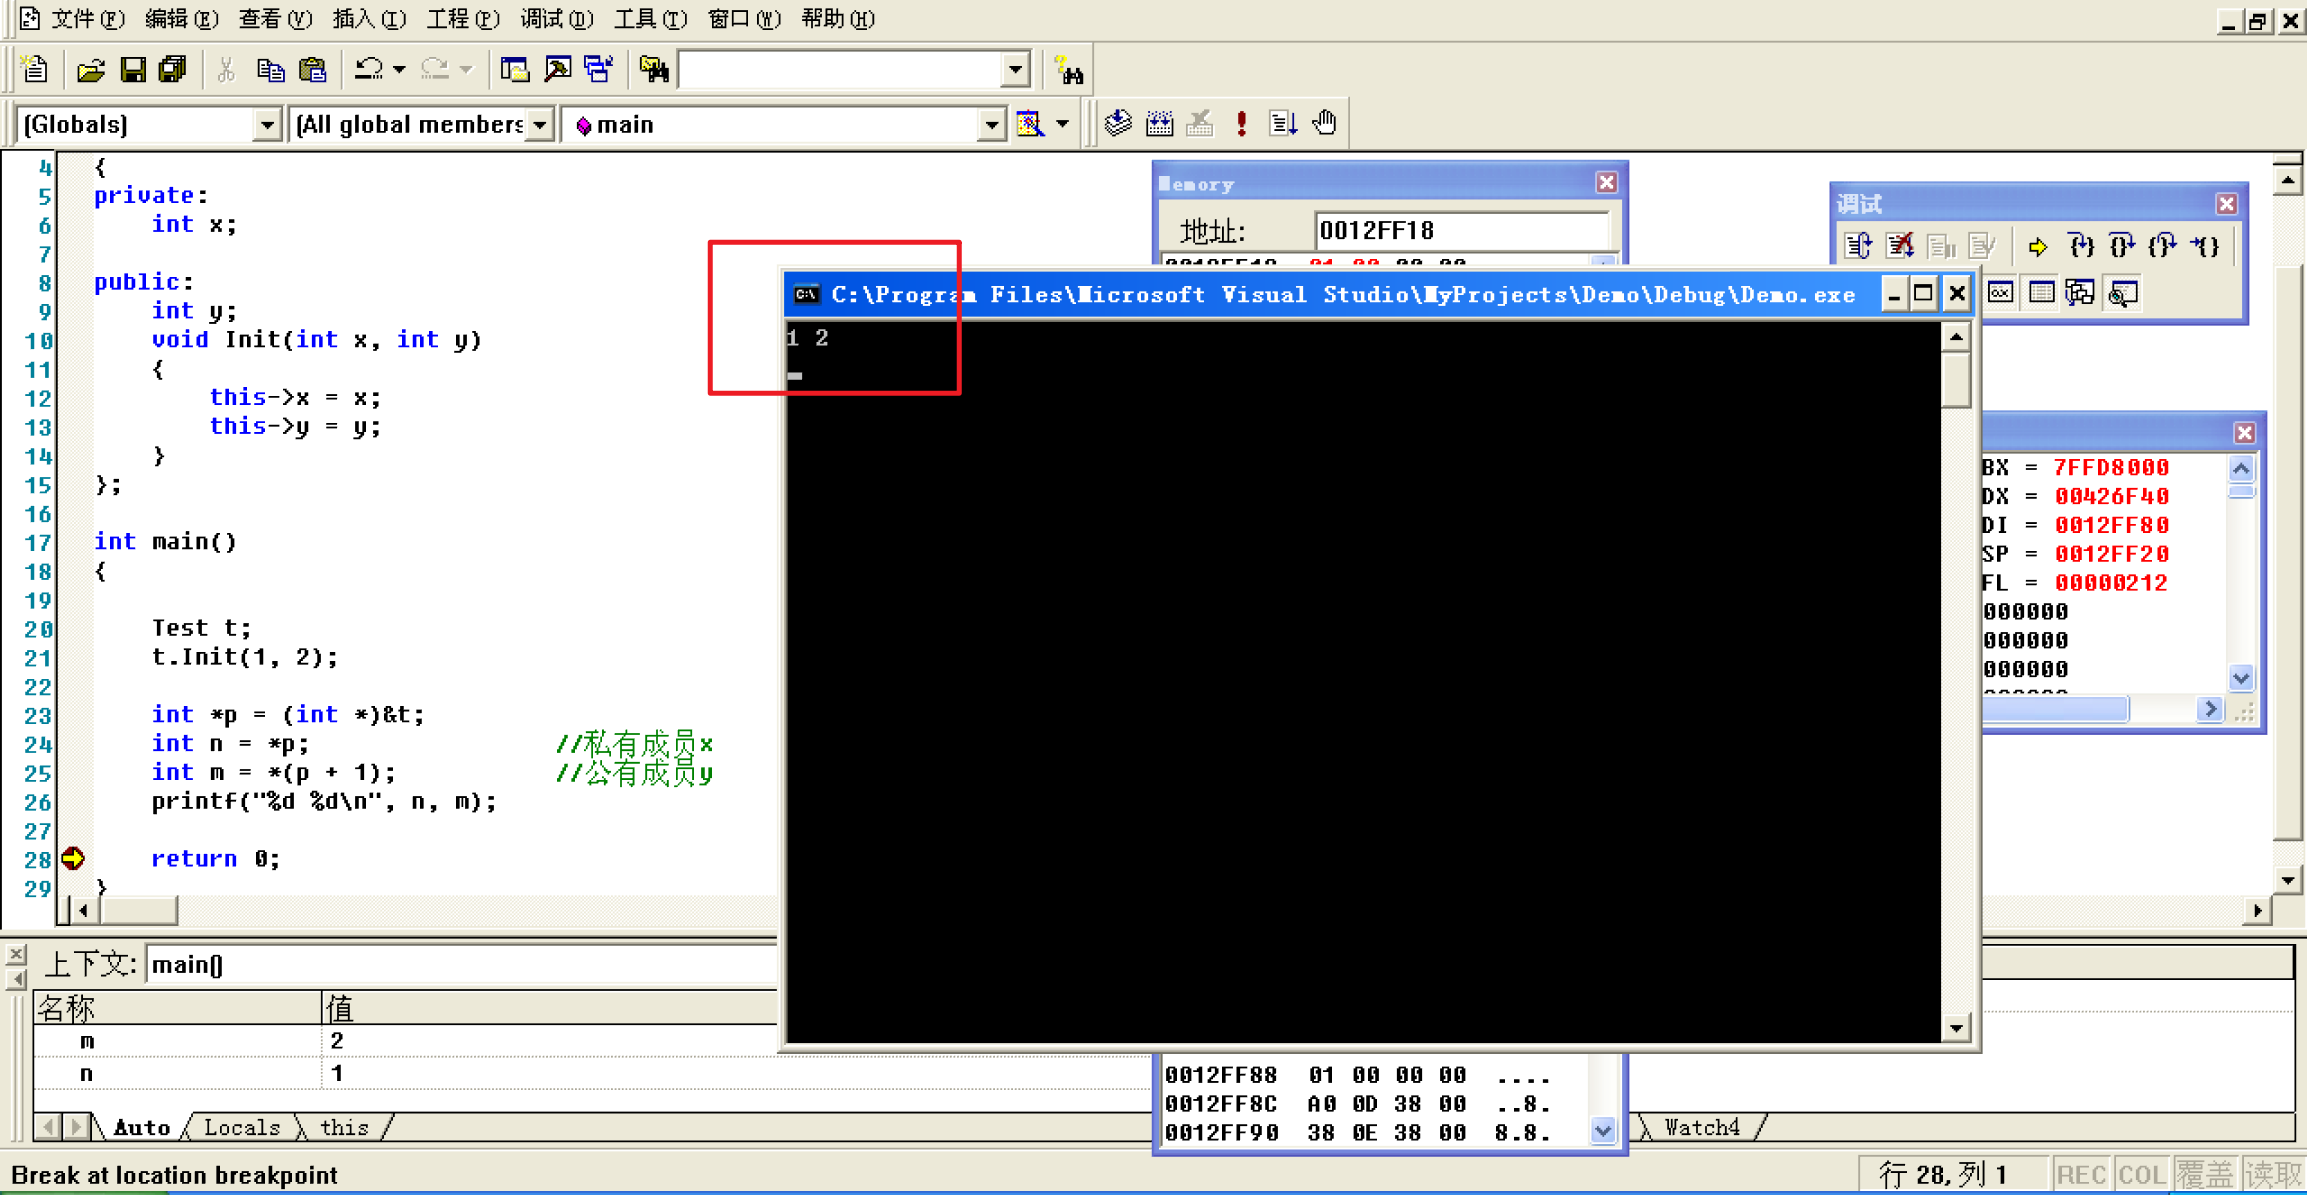 文件(F) 编辑(E) 查看(V) 插入(I) 工程(P) 调试(D) 工具(T) 窗口(W) 帮助(H)
(Globals) (All global members main
4 {
5 private:
6 int x;
7
8 public:
9 int y;
10 void Init(int x, int y)
11 {
12 this->x = x;
13 this->y = y;
14 }
15 };
16
17 int main()
18 {
19
20 Test t;
21 t.Init(1, 2);
22
23 int *p = (int *)&t;
24 int n = *p; //私有成员x
25 int m = *(p + 1); //公有成员y
26 printf("%d %d\n", n, m);
27
28 return 0;
29 }
Memory
地址: 0012FF18
C:\Program Files\Microsoft Visual Studio\MyProjects\Demo\Debug\Demo.exe
1 2
调试
BX = 7FFD8000
DX = 00426F40
DI = 0012FF80
SP = 0012FF20
FL = 00000212
000000
000000
000000
上下文: main()
名称 值
m 2
n 1
Auto Locals this
0012FF88 01 00 00 00 ....
0012FF8C A0 0D 38 00 ..8.
0012FF90 38 0E 38 00 8.8.
Watch4
Break at location breakpoint
行 28, 列 1 REC COL 覆盖 读取